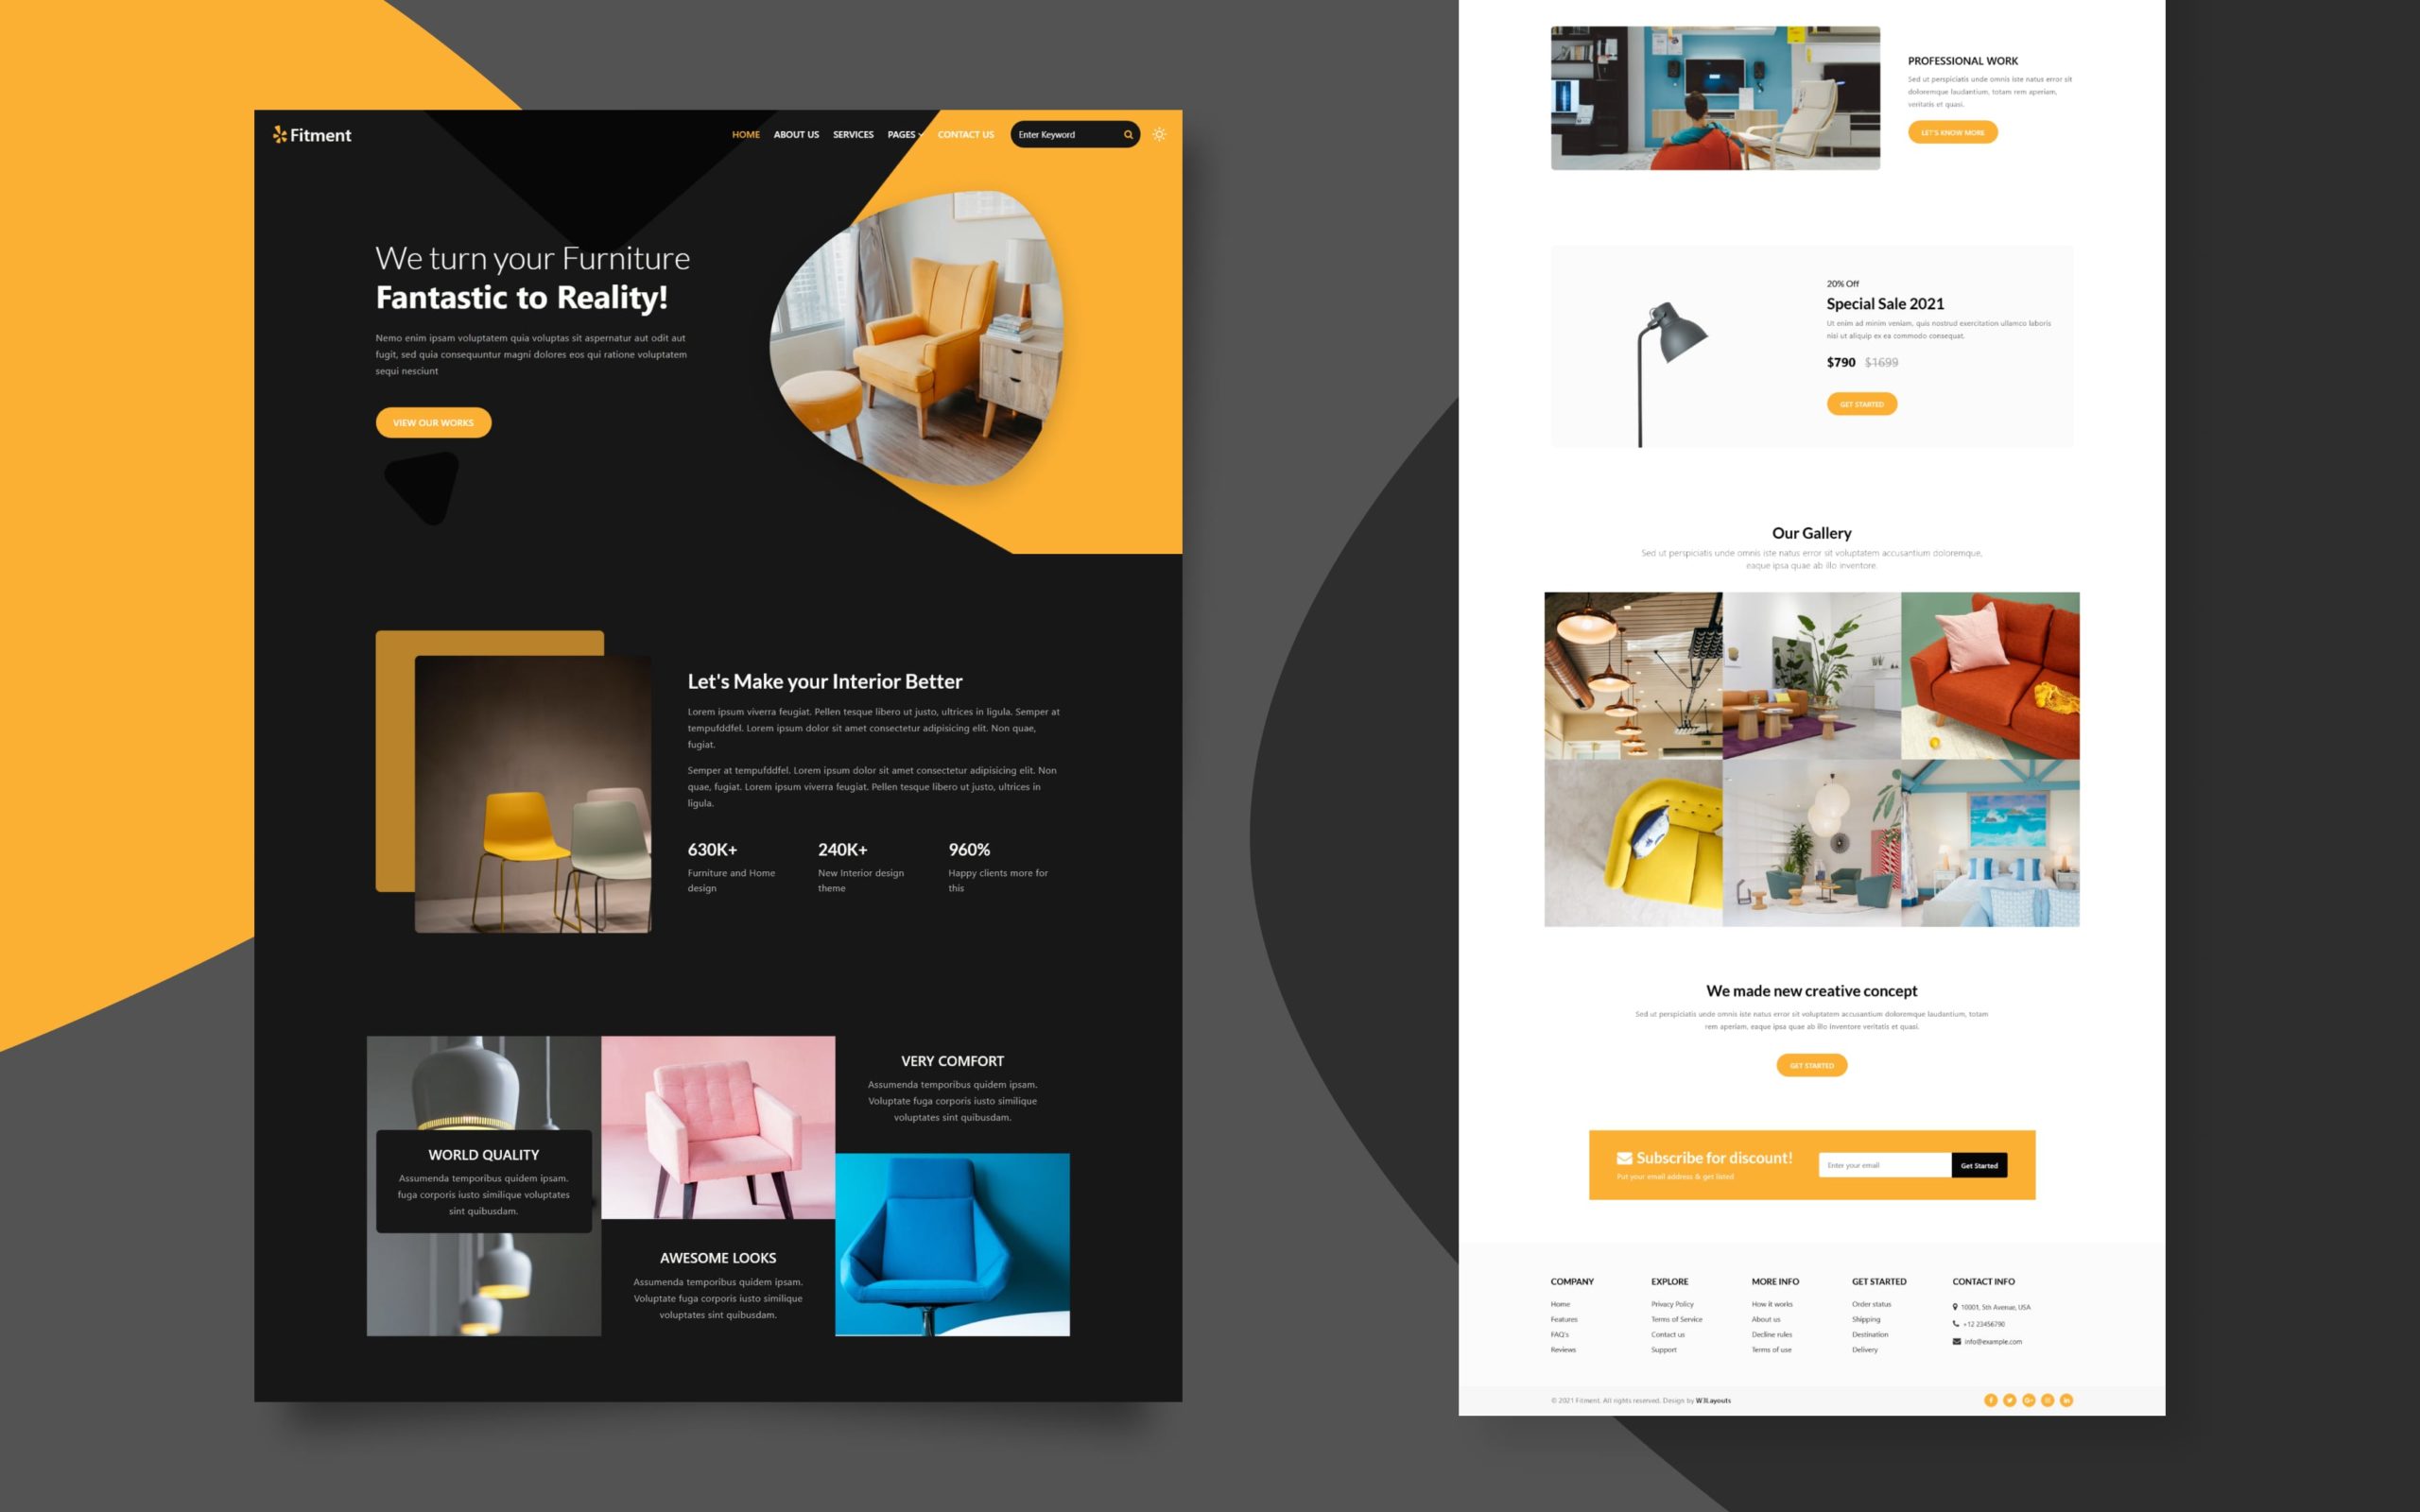 Fitment
HOME ABOUT US SERVICES PAGES CONTACT US Enter Keyword
We turn your Furniture
Fantastic to Reality!
Nemo enim ipsam voluptatem quia voluptas sit aspernatur aut odit aut
fugit, sed quia consequuntur magni dolores eos qui ratione voluptatem
sequi nesciunt
VIEW OUR WORKS
Let's Make your Interior Better
Lorem ipsum viverra feugiat. Pellen tesque libero ut justo, ultrices in ligula. Semper at
tempufddfel. Lorem ipsum dolor sit amet consectetur adipisicing elit. Non quae,
fugiat.
Semper at tempufddfel. Lorem ipsum dolor sit amet consectetur adipisicing elit. Non
quae, fugiat. Lorem ipsum viverra feugiat. Pellen tesque libero ut justo, ultrices in
ligula.
630K+
Furniture and Home
design
240K+
New Interior design
theme
960%
Happy clients more for
this
WORLD QUALITY
Assumenda temporibus quidem ipsam.
fuga corporis iusto similique voluptates
sint quibusdam.
AWESOME LOOKS
Assumenda temporibus quidem ipsam.
Voluptate fuga corporis iusto similique
voluptates sint quibusdam.
VERY COMFORT
Assumenda temporibus quidem ipsam.
Voluptate fuga corporis iusto similique
voluptates sint quibusdam.
PROFESSIONAL WORK
Sed ut perspiciatis unde omnis iste natus error sit
doloremque laudantium, totam rem aperiam,
veritatis et quasi.
LET'S KNOW MORE
20% Off
Special Sale 2021
Ut enim ad minim veniam, quis nostrud exercitation ullamco laboris
nisi ut aliquip ex ea commodo consequat.
$790 $1699
GET STARTED
Our Gallery
Sed ut perspiciatis unde omnis iste natus error sit voluptatem accusantium doloremque,
eaque ipsa quae ab illo inventore.
We made new creative concept
Sed ut perspiciatis unde omnis iste natus error sit voluptatem accusantium doloremque laudantium, totam
rem aperiam, eaque ipsa quae ab illo inventore veritatis et quasi.
GET STARTED
Subscribe for discount!
Put your email address & get listed
Enter your email
Get Started
COMPANY
Home
Features
FAQ's
Reviews
EXPLORE
Privacy Policy
Terms of Service
Contact us
Support
MORE INFO
How it works
About us
Decline rules
Terms of use
GET STARTED
Order status
Shipping
Destination
Delivery
CONTACT INFO
10001, 5th Avenue, USA
+12 23456790
info@example.com
© 2021 Fitment. All rights reserved. Design by W3Layouts